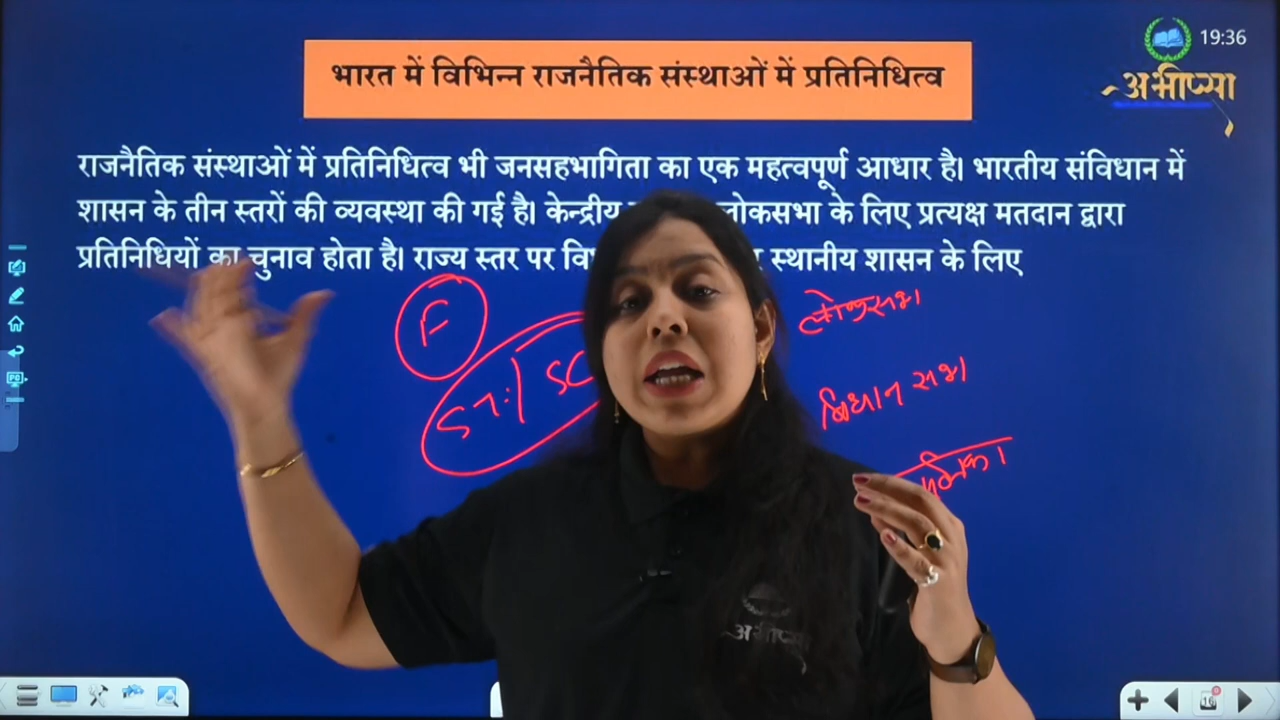 19:36
अभीप्सा
भारत में विभिन्न राजनैतिक संस्थाओं में प्रतिनिधित्व
राजनैतिक संस्थाओं में प्रतिनिधित्व भी जनसहभागिता का एक महत्वपूर्ण आधार है। भारतीय संविधान में
शासन के तीन स्तरों की व्यवस्था की गई है। केन्द्रीय लोकसभा के लिए प्रत्यक्ष मतदान द्वारा
प्रतिनिधियों का चुनाव होता है। राज्य स्तर पर स्थानीय शासन के लिए
F
ST/SC
लोकसभा
विधान सभा
अभीप्सा